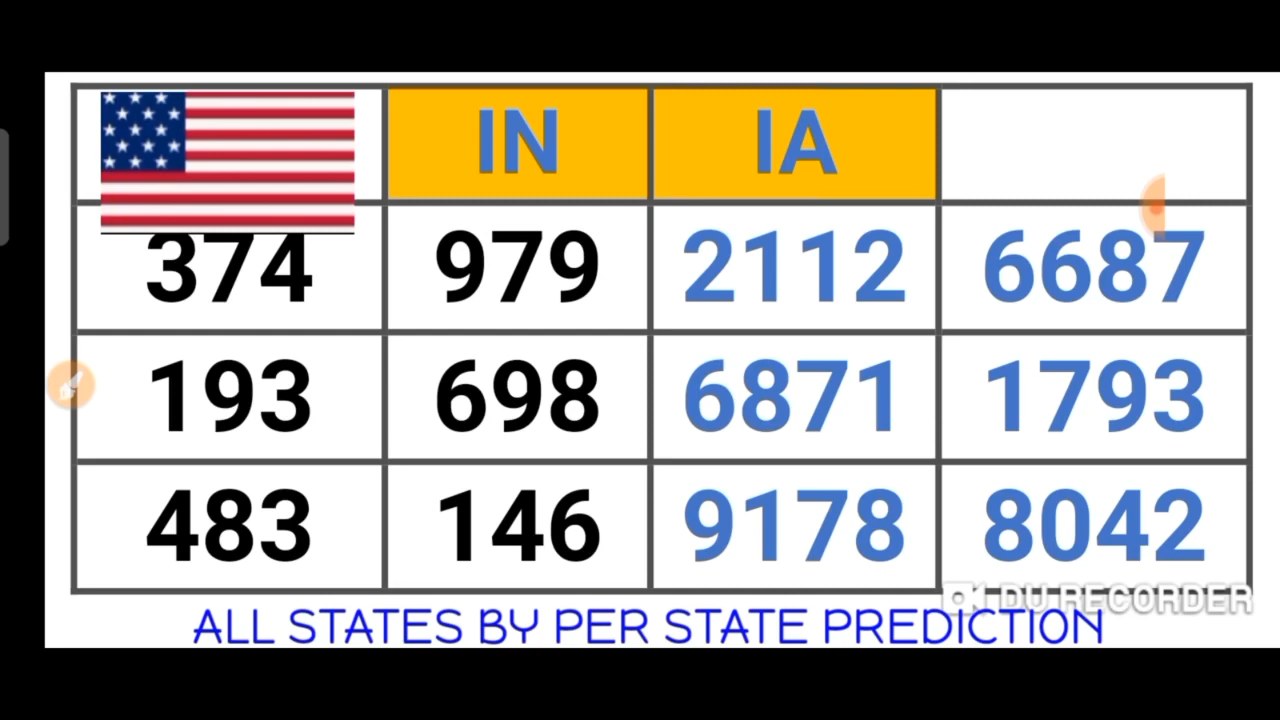 IN IA
374 979 2112 6687
193 698 6871 1793
483 146 9178 8042
DU RECORDER
ALL STATES BY PER STATE PREDICTION